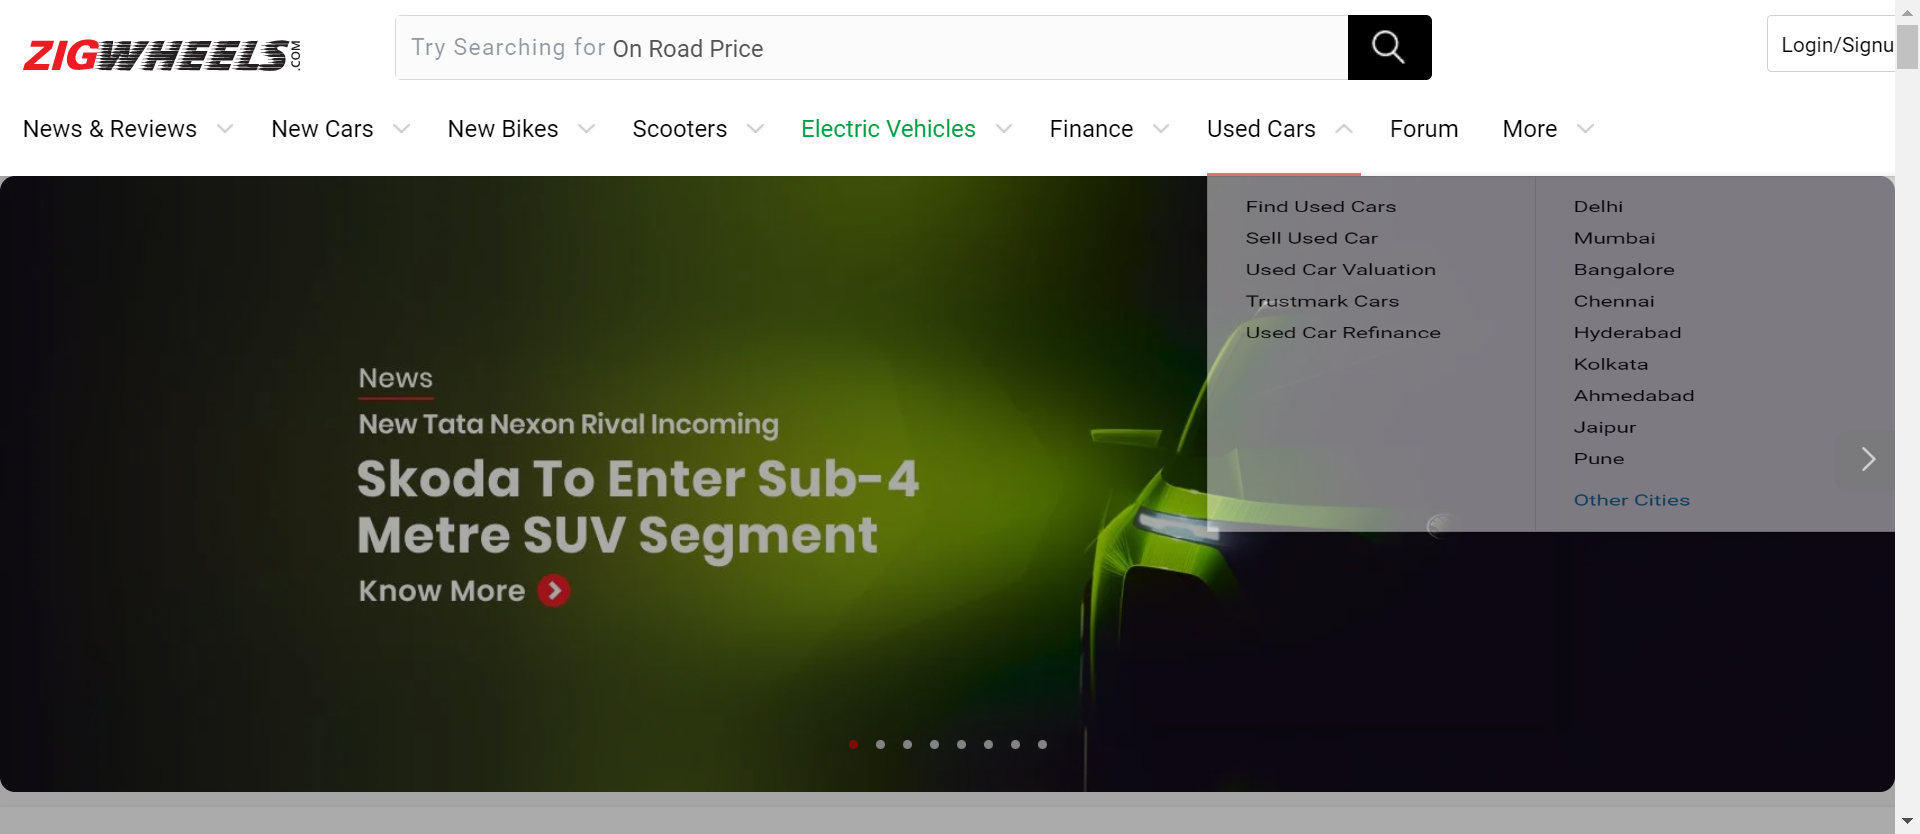 ZIGWHEELS.COM
Try Searching for On Road Price
Login/Signu
News & Reviews New Cars New Bikes Scooters Electric Vehicles Finance Used Cars Forum More
Find Used Cars
Sell Used Car
Used Car Valuation
Trustmark Cars
Used Car Refinance
Delhi
Mumbai
Bangalore
Chennai
Hyderabad
Kolkata
Ahmedabad
Jaipur
Pune
Other Cities
News
New Tata Nexon Rival Incoming
Skoda To Enter Sub-4
Metre SUV Segment
Know More